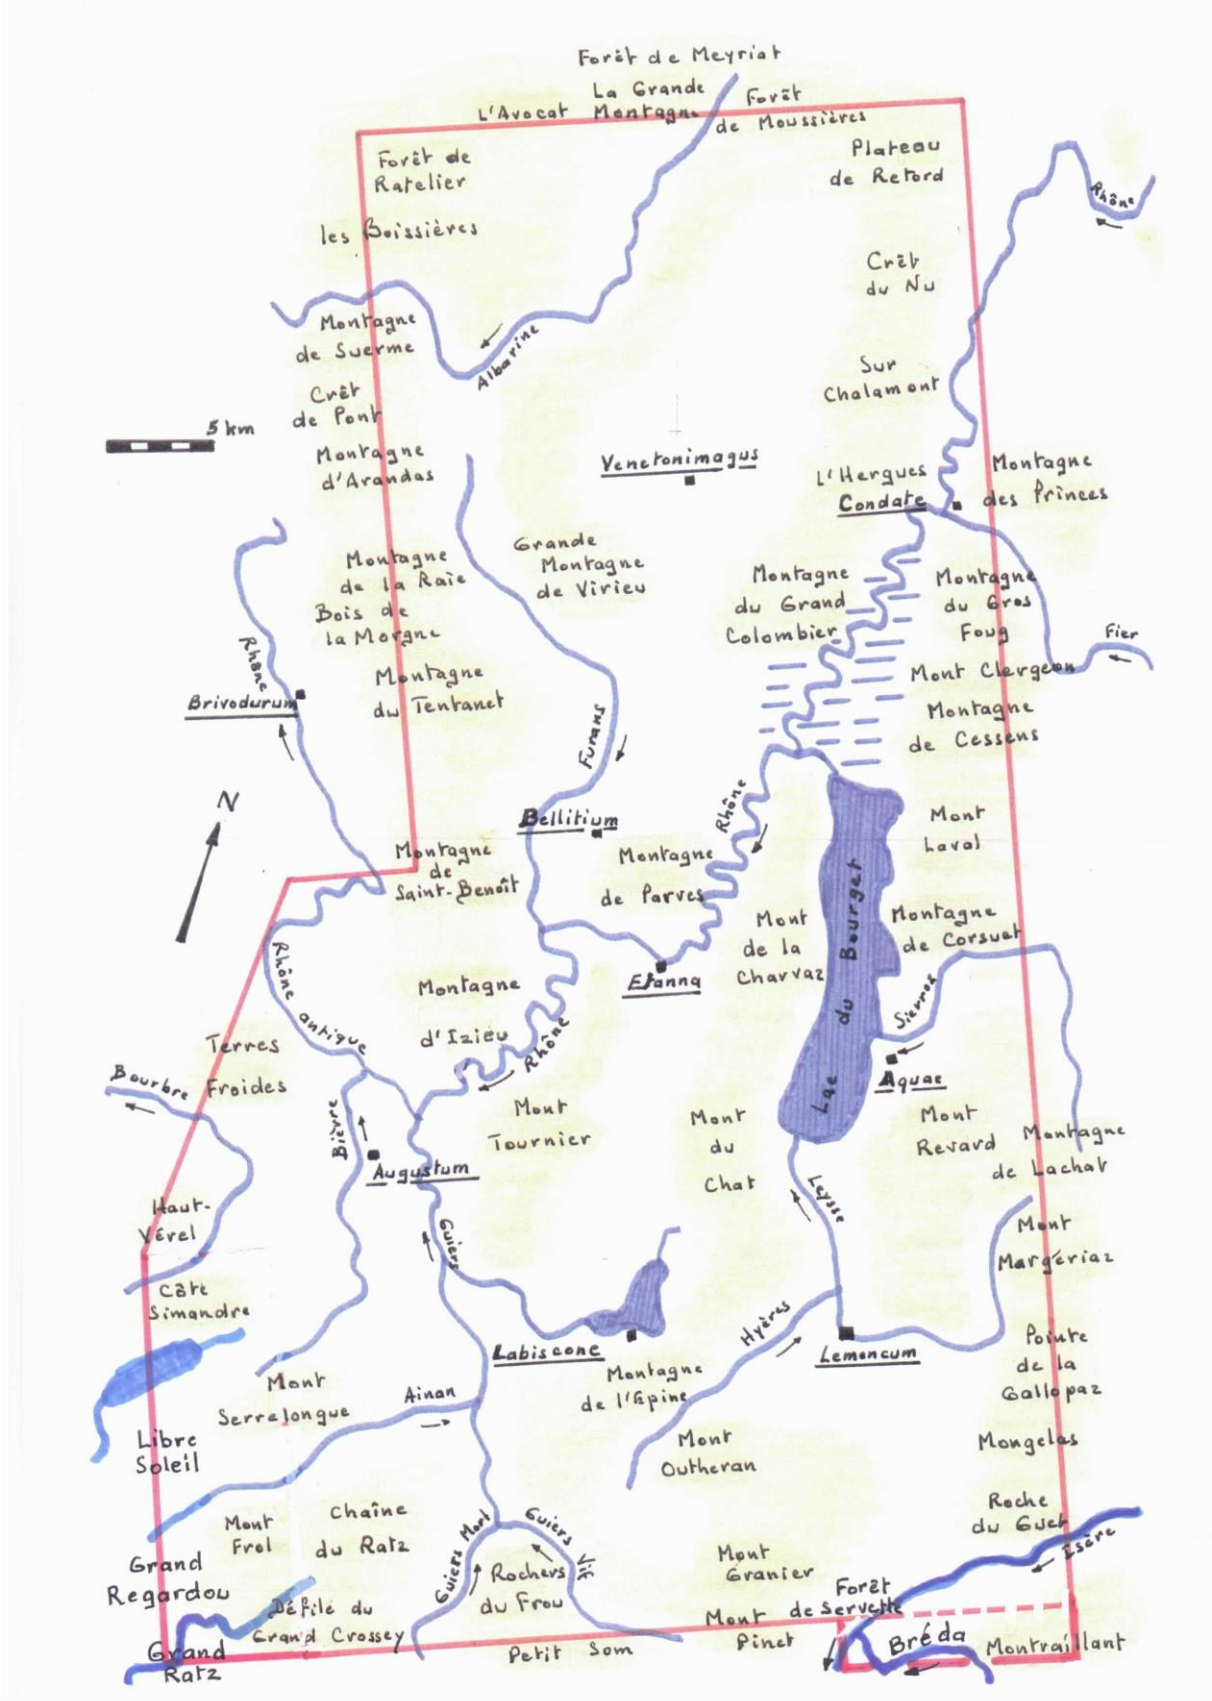 Forêt de Meyriat
La Grande
Montagne
L'Avocat
Forêt
de Moussières
Forêt de
Ratelier
Plateau
de Retord
Rhône
les Boissières
Crêt
du Nu
Montagne
de Suerme
Albarine
Sur
Chalamont
Crêt
de Pont
5 km
Montagne
d'Arandas
Venetonimagus
L'Hergues
Condate
Montagne
des Princes
Grande
Montagne
de Virieu
Montagne
de la Raie
Bois de
la Morgne
Montagne
du Grand
Colombier
Montagne
du Gros
Foug
Fier
Rhône
Brivodurum
Montagne
du Tentanet
Mont Clergeon
Montagne
de Cessens
Furans
N
Bellitium
Rhône
Mont
Laval
Montagne
de
Saint-Benoît
Montagne
de Parves
Mont
de la
Charvaz
Lac du Bourget
Montagne
de Corsuet
Rhône antique
Montagne
d'Izieu
Etanna
Sierroz
Rhône
Terres
Froides
Bourbre
Aquae
Bièvre
Mont
Tournier
Mont
du
Chat
Mont
Revard
Montagne
de Lachat
Augustum
Leysse
Haut-
Vérel
Guiers
Mont
Margériaz
Côte
Simandre
Hyères
Labiscone
Lemencum
Pointe
de la
Gallopaz
Mont
Serrelongue
Ainan
Montagne
de l'Epine
Libre
Soleil
Mont
Outheran
Mongelas
Mont
Frol
Chaîne
du Ratz
Guiers Mort
Guiers Vif
Roche
du Guet
Isère
Grand
Regardou
Rochers
du Frou
Mont
Granier
Forêt
de Servette
Défilé du
Grand Crossey
Grand
Ratz
Petit Som
Mont
Pinet
Bréda
Montraillant